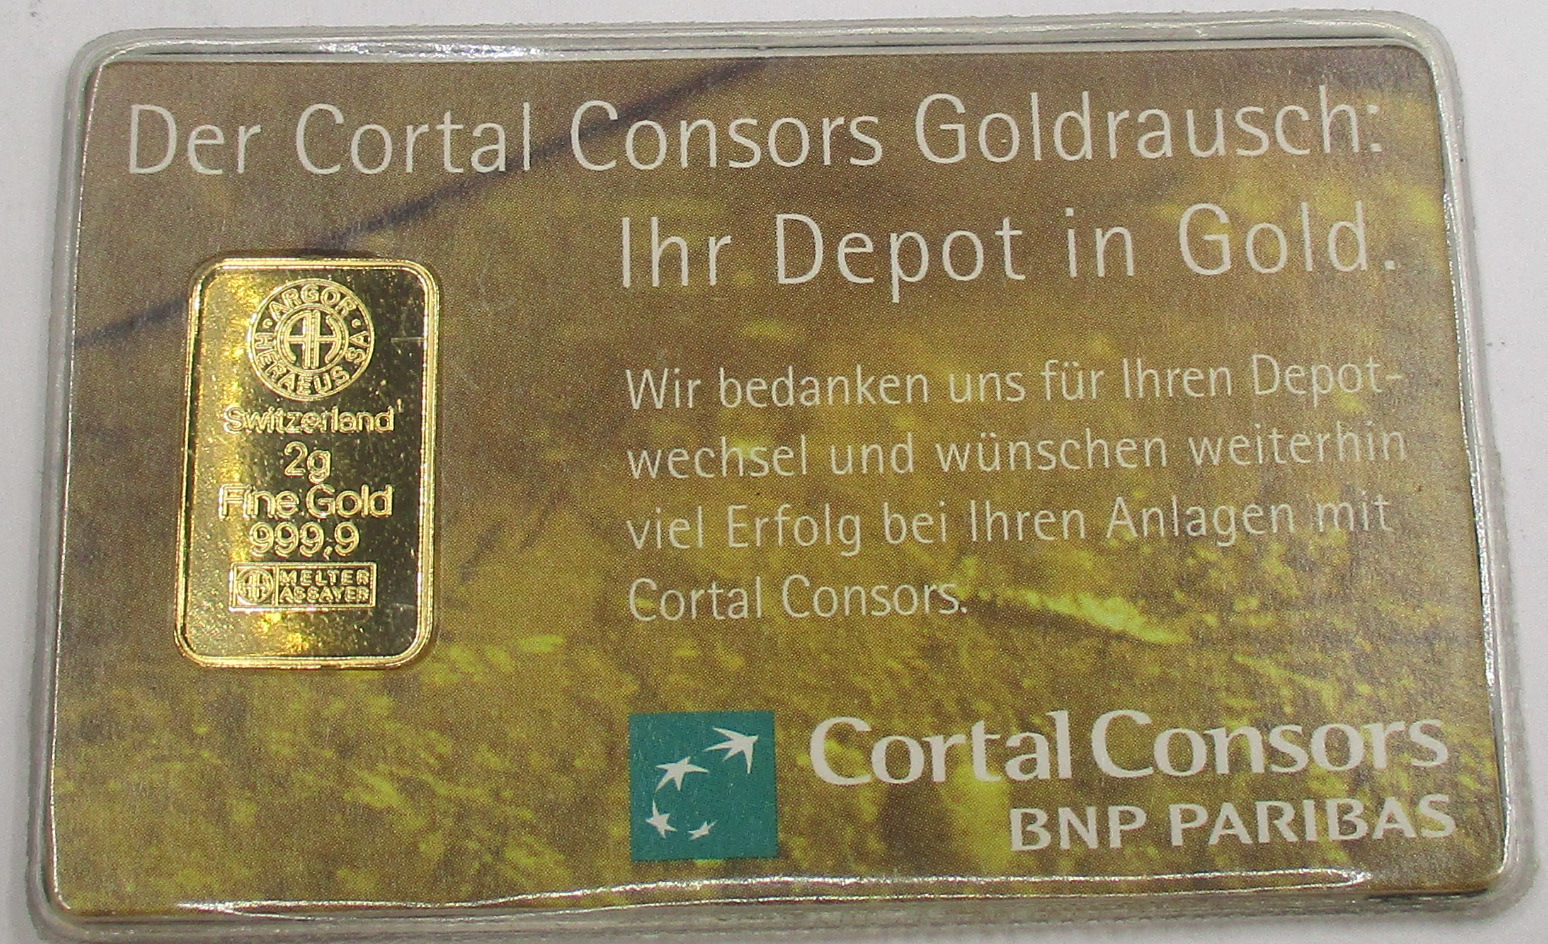 Der Cortal Consors Goldrausch:
Ihr Depot in Gold.
ARGOR HERAEUS SA
Switzerland
2g
Fine Gold
999,9
MELTER
ASSAYER
Wir bedanken uns für Ihren Depot-
wechsel und wünschen weiterhin
viel Erfolg bei Ihren Anlagen mit
Cortal Consors.
Cortal Consors
BNP PARIBAS